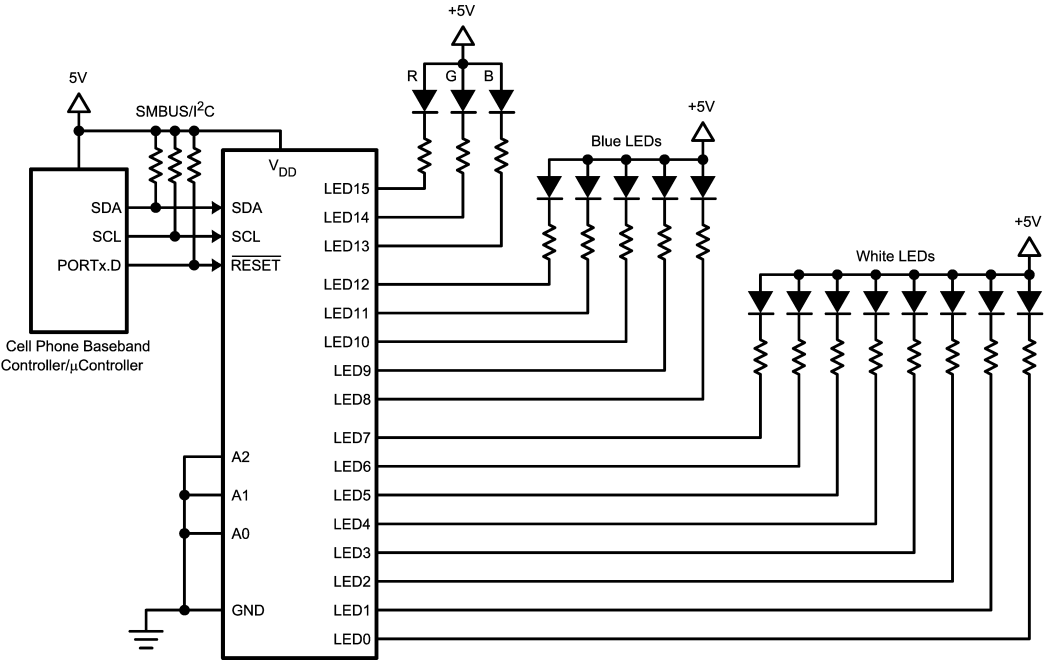 +5V
R G B
5V
SMBUS/I2C
+5V
Blue LEDs
VDD
LED15
SDA SDA
LED14
+5V
SCL SCL
LED13
White LEDs
PORTx.D RESET
LED12
LED11
LED10
Cell Phone Baseband
Controller/μController
LED9
LED8
LED7
A2
LED6
A1
LED5
LED4
A0
LED3
LED2
GND
LED1
LED0